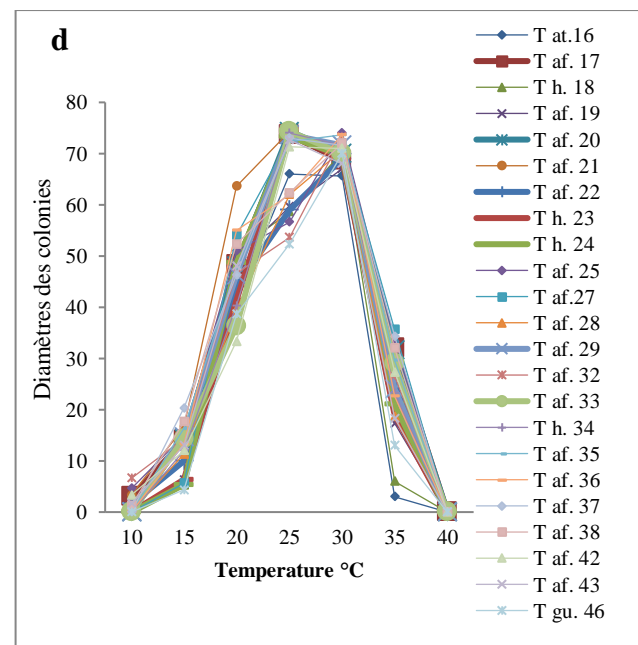 d
Diamètres des colonies
80
70
60
50
40
30
20
10
0
10 15 20 25 30 35 40
Temperature °C
T at.16
T af. 17
T h. 18
T af. 19
T af. 20
T af. 21
T af. 22
T h. 23
T h. 24
T af. 25
T af.27
T af. 28
T af. 29
T af. 32
T af. 33
T h. 34
T af. 35
T af. 36
T af. 37
T af. 38
T af. 42
T af. 43
T gu. 46